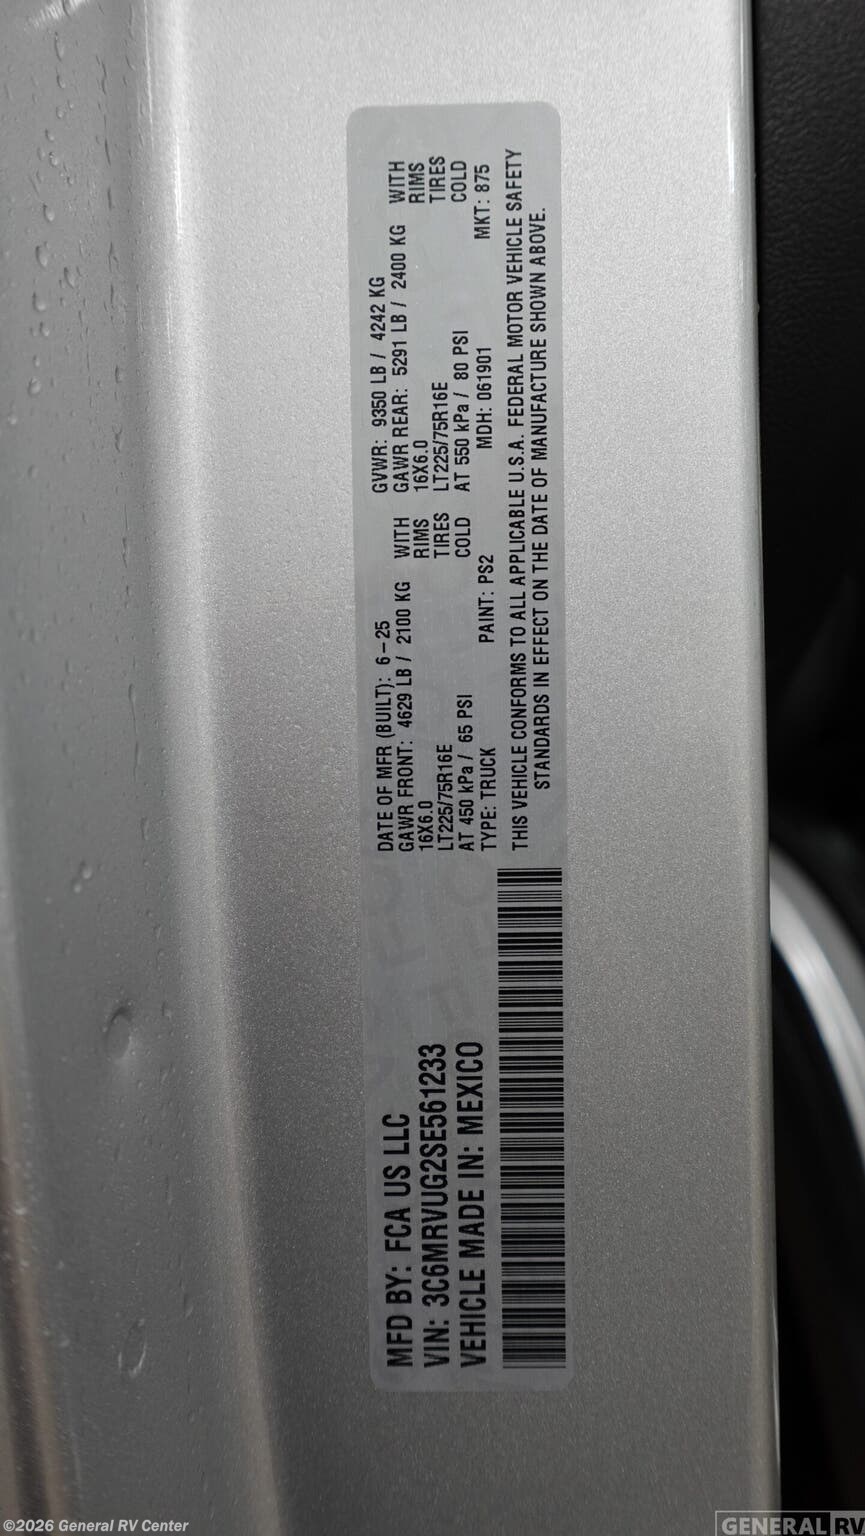 MFD BY: FCA US LLC
VIN: 3C6MRVUG2SE561233
VEHICLE MADE IN: MEXICO
DATE OF MFR (BUILT): 6-25 GVWR: 9350 LB / 4242 KG
GAWR FRONT: 4629 LB / 2100 KG WITH GAWR REAR: 5291 LB / 2400 KG WITH
16X6.0 RIMS 16X6.0 RIMS
LT225/75R16E TIRES LT225/75R16E TIRES
AT 450 kPa / 65 PSI COLD AT 550 kPa / 80 PSI COLD
TYPE: TRUCK PAINT: PS2 MDH: 061901 MKT: 875
THIS VEHICLE CONFORMS TO ALL APPLICABLE U.S.A. FEDERAL MOTOR VEHICLE SAFETY
STANDARDS IN EFFECT ON THE DATE OF MANUFACTURE SHOWN ABOVE.
©2026 General RV Center
GENERAL RV